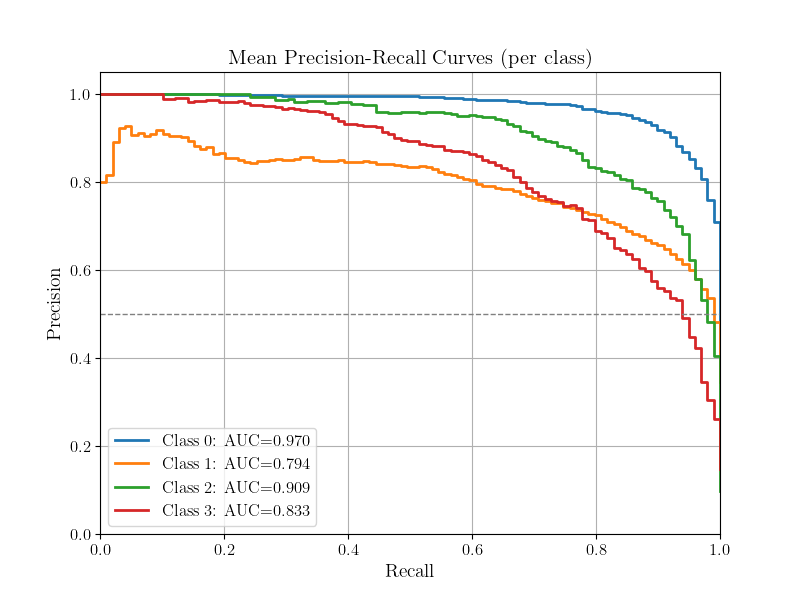 Mean Precision-Recall Curves (per class)
1.0
0.8
0.6
0.4
0.2
0.0
Precision
Class 0: AUC=0.970
Class 1: AUC=0.794
Class 2: AUC=0.909
Class 3: AUC=0.833
0.0 0.2 0.4 0.6 0.8 1.0
Recall